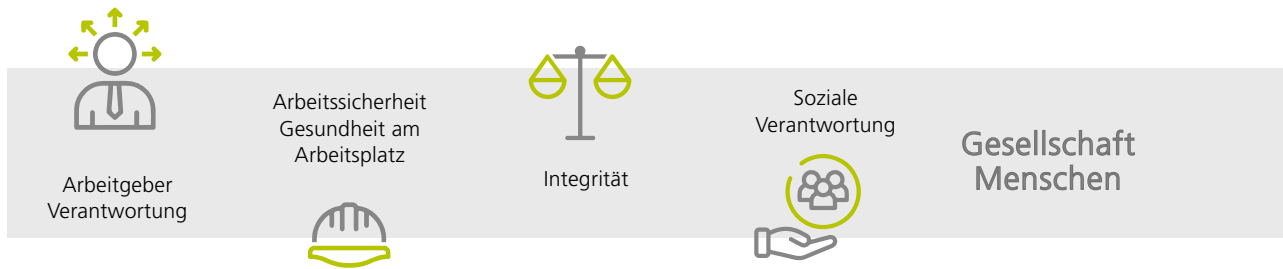 Arbeitgeber
Verantwortung
Arbeitssicherheit
Gesundheit am
Arbeitsplatz
Integrität
Soziale
Verantwortung
Gesellschaft
Menschen